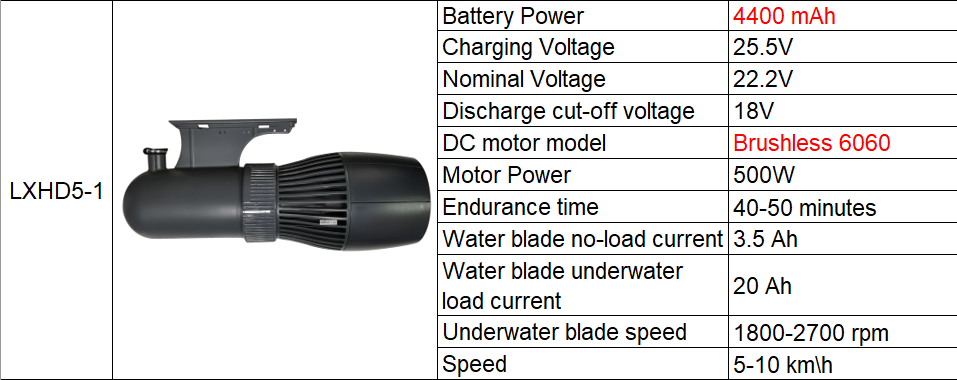 LXHD5-1
Battery Power 4400 mAh
Charging Voltage 25.5V
Nominal Voltage 22.2V
Discharge cut-off voltage 18V
DC motor model Brushless 6060
Motor Power 500W
Endurance time 40-50 minutes
Water blade no-load current 3.5 Ah
Water blade underwater
load current 20 Ah
Underwater blade speed 1800-2700 rpm
Speed 5-10 km\h